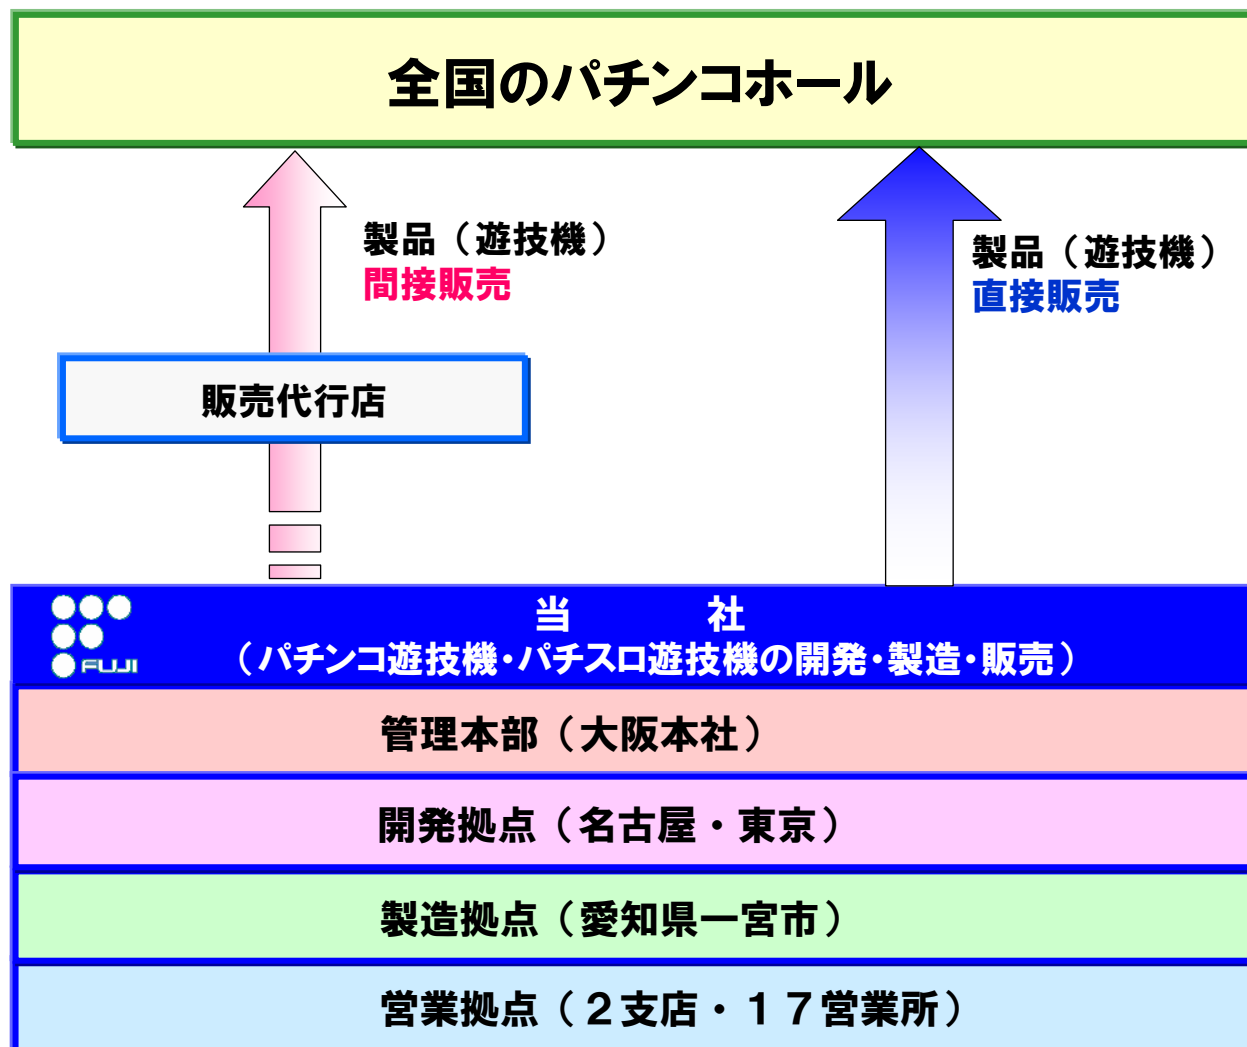 全国のパチンコホール
製品（遊技機）
間接販売
製品（遊技機）
直接販売
販売代行店
当　　　社
FUJI
（パチンコ遊技機・パチスロ遊技機の開発・製造・販売）
管理本部（大阪本社）
開発拠点（名古屋・東京）
製造拠点（愛知県一宮市）
営業拠点（２支店・１７営業所）